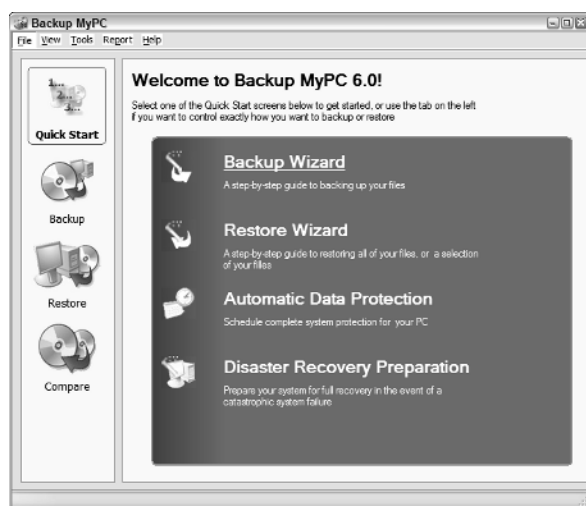 Backup MyPC
File View Tools Report Help
1...
2...
3...
Quick Start
Backup
Restore
Compare
Welcome to Backup MyPC 6.0!
Select one of the Quick Start screens below to get started, or use the tab on the left
if you want to control exactly how you want to backup or restore
Backup Wizard
A step-by-step guide to backing up your files
Restore Wizard
A step-by-step guide to restoring all of your files, or a selection
of your files
Automatic Data Protection
Schedule complete system protection for your PC
Disaster Recovery Preparation
Prepare your system for full recovery in the event of a
catastrophic system failure